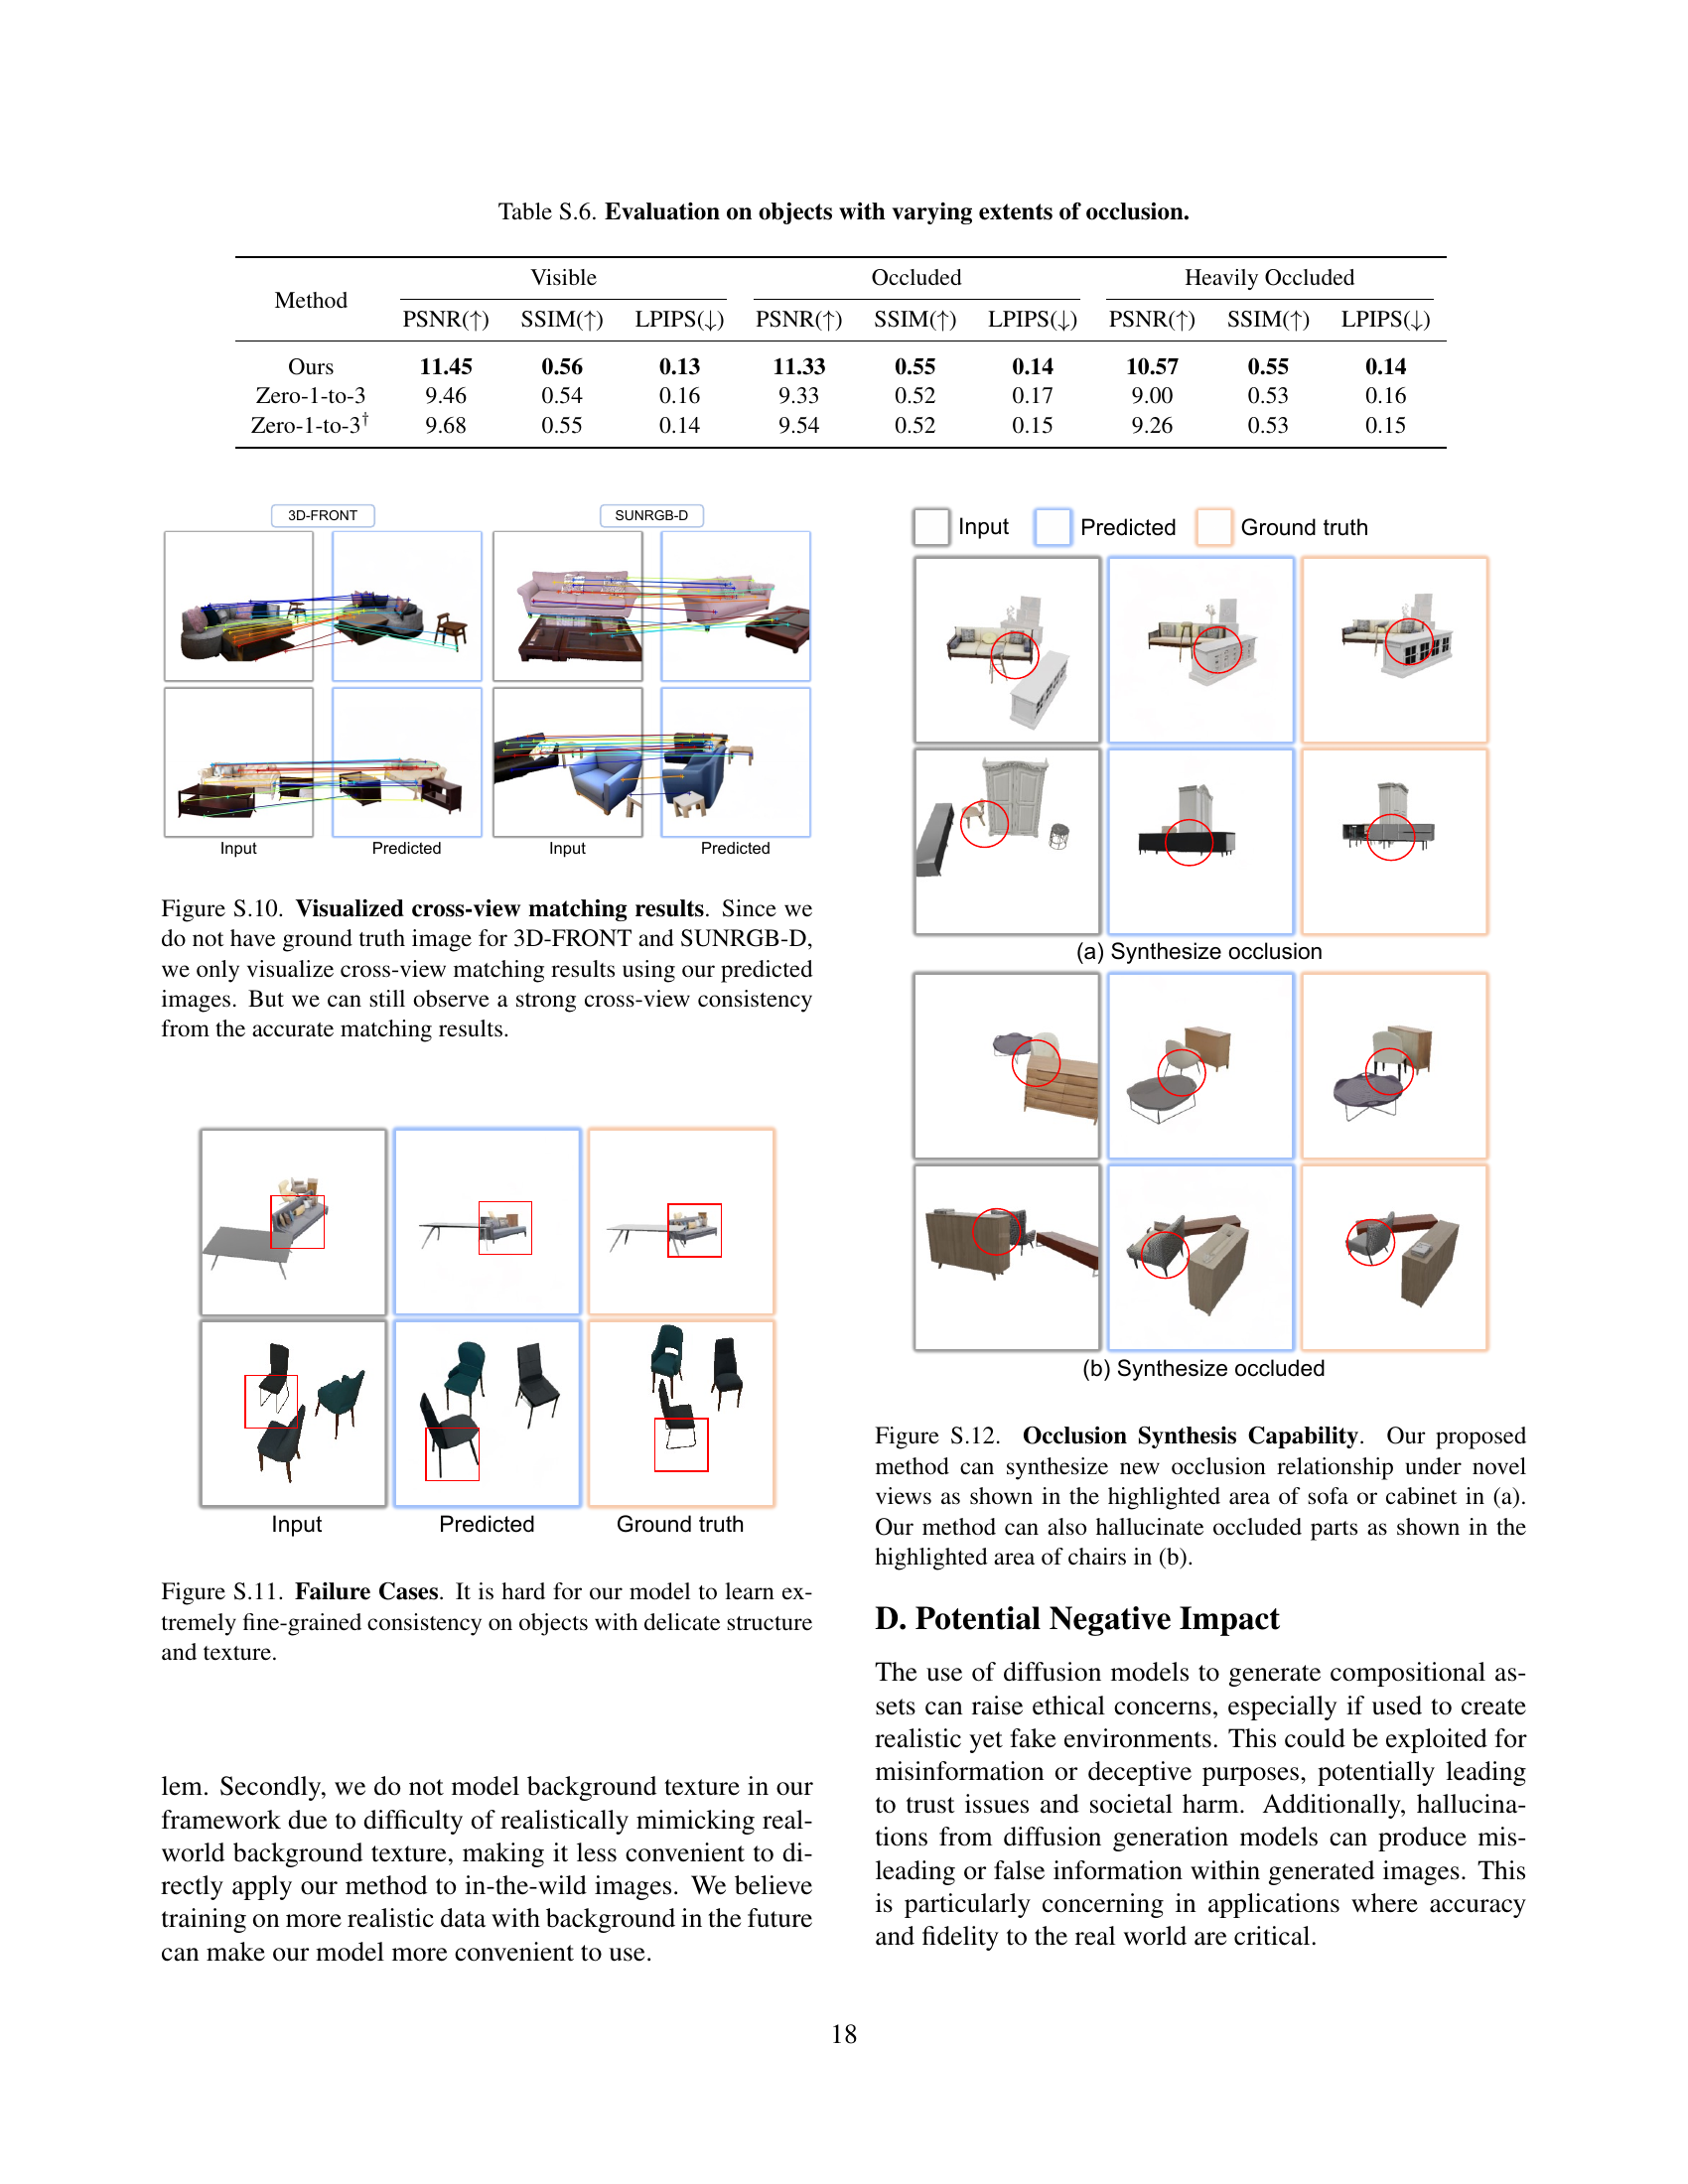 Table S.6. Evaluation on objects with varying extents of occlusion.
Method Visible Occluded Heavily Occluded
PSNR(↑) SSIM(↑) LPIPS(↓) PSNR(↑) SSIM(↑) LPIPS(↓) PSNR(↑) SSIM(↑) LPIPS(↓)
Ours 11.45 0.56 0.13 11.33 0.55 0.14 10.57 0.55 0.14
Zero-1-to-3 9.46 0.54 0.16 9.33 0.52 0.17 9.00 0.53 0.16
Zero-1-to-3† 9.68 0.55 0.14 9.54 0.52 0.15 9.26 0.53 0.15
3D-FRONT SUNRGB-D
Input Predicted Input Predicted
Figure S.10. Visualized cross-view matching results. Since we
do not have ground truth image for 3D-FRONT and SUNRGB-D,
we only visualize cross-view matching results using our predicted
images. But we can still observe a strong cross-view consistency
from the accurate matching results.
Input Predicted Ground truth
Figure S.11. Failure Cases. It is hard for our model to learn ex-
tremely fine-grained consistency on objects with delicate structure
and texture.
lem. Secondly, we do not model background texture in our
framework due to difficulty of realistically mimicking real-
world background texture, making it less convenient to di-
rectly apply our method to in-the-wild images. We believe
training on more realistic data with background in the future
can make our model more convenient to use.
Input Predicted Ground truth
(a) Synthesize occlusion
(b) Synthesize occluded
Figure S.12. Occlusion Synthesis Capability. Our proposed
method can synthesize new occlusion relationship under novel
views as shown in the highlighted area of sofa or cabinet in (a).
Our method can also hallucinate occluded parts as shown in the
highlighted area of chairs in (b).
D. Potential Negative Impact
The use of diffusion models to generate compositional as-
sets can raise ethical concerns, especially if used to create
realistic yet fake environments. This could be exploited for
misinformation or deceptive purposes, potentially leading
to trust issues and societal harm. Additionally, hallucina-
tions from diffusion generation models can produce mis-
leading or false information within generated images. This
is particularly concerning in applications where accuracy
and fidelity to the real world are critical.
18